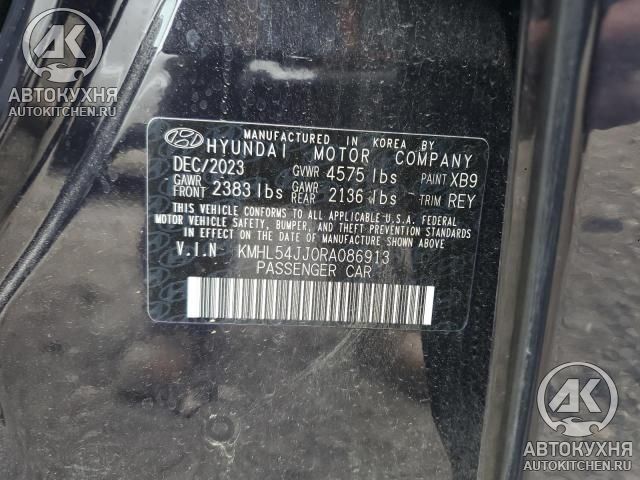 АК
АВТОКУХНЯ
AUTOKITCHEN.RU
MANUFACTURED IN KOREA BY
HYUNDAI MOTOR COMPANY
DEC/2023 GVWR 4575 lbs PAINT XB9
GAWR FRONT 2383 lbs GAWR REAR 2136 lbs TRIM REY
THIS VEHICLE CONFORMS TO ALL APPLICABLE U.S.A. FEDERAL
MOTOR VEHICLE SAFETY, BUMPER, AND THEFT PREVENTION STANDARDS
IN EFFECT ON THE DATE OF MANUFACTURE SHOWN ABOVE.
V.I.N KMHL54JJ0RA086913
PASSENGER CAR
АК
АВТОКУХНЯ
AUTOKITCHEN.RU